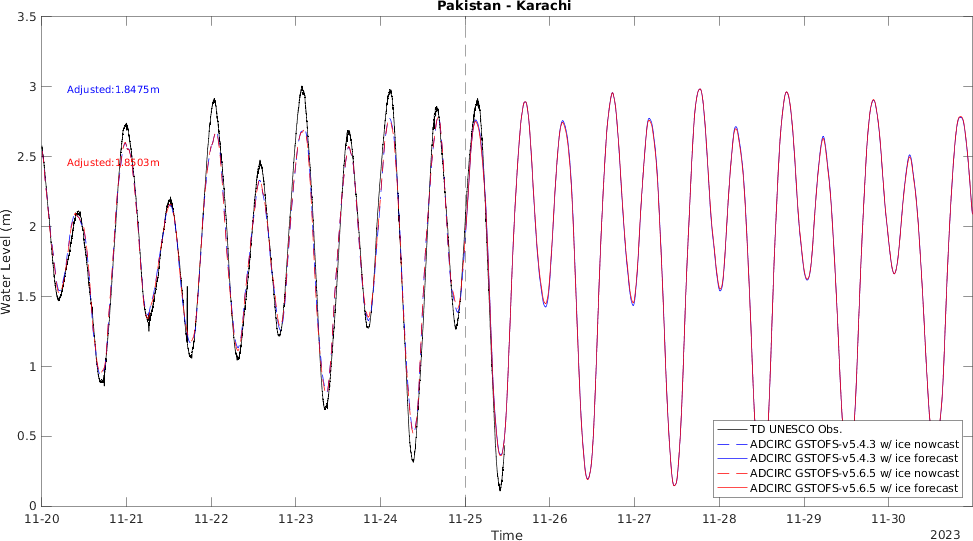 Pakistan - Karachi
3.5
3
2.5
2
1.5
1
0.5
0
Water Level (m)
Adjusted:1.8475m
Adjusted:1.8503m
TD UNESCO Obs.
ADCIRC GSTOFS-v5.4.3 w/ ice nowcast
ADCIRC GSTOFS-v5.4.3 w/ ice forecast
ADCIRC GSTOFS-v5.6.5 w/ ice nowcast
ADCIRC GSTOFS-v5.6.5 w/ ice forecast
11-20 11-21 11-22 11-23 11-24 11-25 11-26 11-27 11-28 11-29 11-30
Time
2023